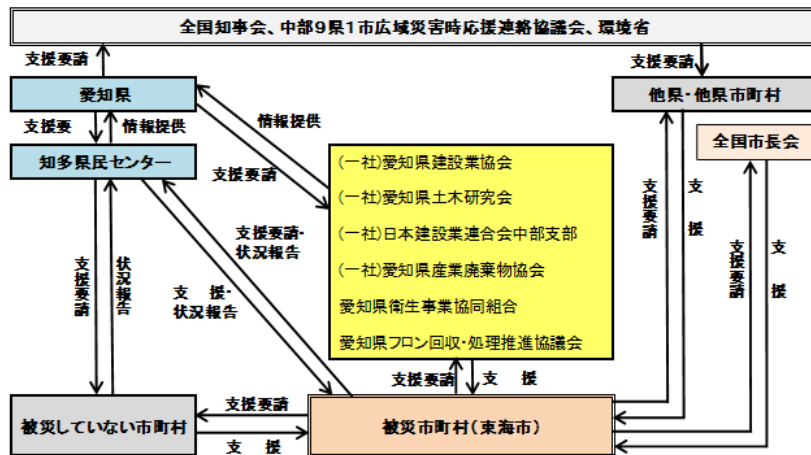 全国知事会、中部９県１市広域災害時応援連絡協議会、環境省
支援要請
支援要請
愛知県
他県・他県市町村
支援要
情報提供
情報提供
全国市長会
知多県民センター
支援要請
(一社)愛知県建設業協会
(一社)愛知県土木研究会
(一社)日本建設業連合会中部支部
(一社)愛知県産業廃棄物協会
愛知県衛生事業協同組合
愛知県フロン回収・処理推進協議会
支援要請
支　援
支援要請
支　援
支援要請・
状況報告
支　援・
状況報告
支援要請
状況報告
支援要請
支　援
支援要請
支　援
被災していない市町村
被災市町村(東海市)